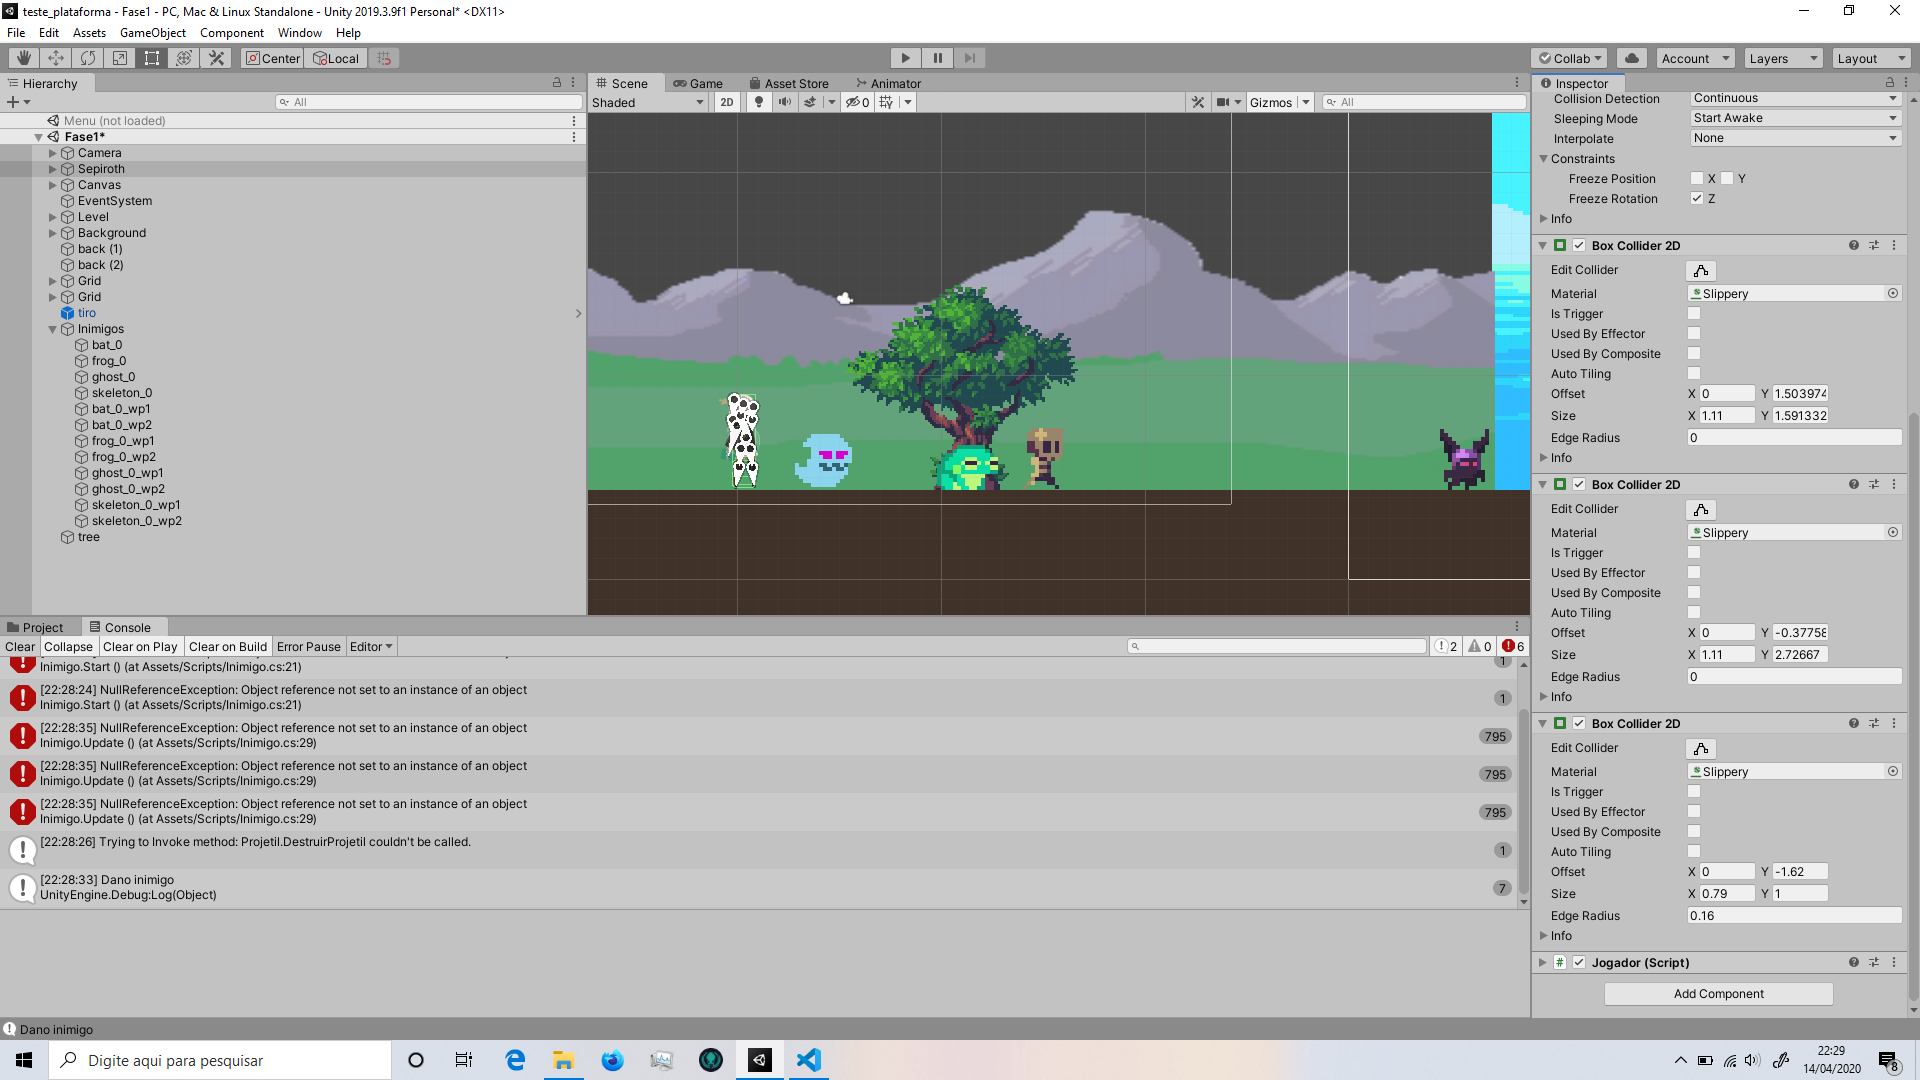 teste_plataforma - Fase1 - PC, Mac & Linux Standalone - Unity 2019.3.9f1 Personal* <DX11>
File Edit Assets GameObject Component Window Help
Center Local
Collab Account Layers Layout
Hierarchy
All
Menu (not loaded)
Fase1*
Camera
Sepiroth
Canvas
EventSystem
Level
Background
back (1)
back (2)
Grid
Grid
tiro
Inimigos
bat_0
frog_0
ghost_0
skeleton_0
bat_0_wp1
bat_0_wp2
frog_0_wp1
frog_0_wp2
ghost_0_wp1
ghost_0_wp2
skeleton_0_wp1
skeleton_0_wp2
tree
Scene Game Asset Store Animator
Shaded 2D 0 Gizmos All
Inspector
Collision Detection Continuous
Sleeping Mode Start Awake
Interpolate None
Constraints
Freeze Position X Y
Freeze Rotation Z
Info
Box Collider 2D
Edit Collider
Material Slippery
Is Trigger
Used By Effector
Used By Composite
Auto Tiling
Offset X 0 Y 1.503974
Size X 1.11 Y 1.591332
Edge Radius 0
Info
Box Collider 2D
Edit Collider
Material Slippery
Is Trigger
Used By Effector
Used By Composite
Auto Tiling
Offset X 0 Y -0.37758
Size X 1.11 Y 2.72667
Edge Radius 0
Info
Box Collider 2D
Edit Collider
Material Slippery
Is Trigger
Used By Effector
Used By Composite
Auto Tiling
Offset X 0 Y -1.62
Size X 0.79 Y 1
Edge Radius 0.16
Info
Jogador (Script)
Add Component
Project Console
Clear Collapse Clear on Play Clear on Build Error Pause Editor 2 0 6
Inimigo.Start () (at Assets/Scripts/Inimigo.cs:21) 1
[22:28:24] NullReferenceException: Object reference not set to an instance of an object
Inimigo.Start () (at Assets/Scripts/Inimigo.cs:21) 1
[22:28:35] NullReferenceException: Object reference not set to an instance of an object
Inimigo.Update () (at Assets/Scripts/Inimigo.cs:29) 795
[22:28:35] NullReferenceException: Object reference not set to an instance of an object
Inimigo.Update () (at Assets/Scripts/Inimigo.cs:29) 795
[22:28:35] NullReferenceException: Object reference not set to an instance of an object
Inimigo.Update () (at Assets/Scripts/Inimigo.cs:29) 795
[22:28:26] Trying to Invoke method: Projetil.DestruirProjetil couldn't be called. 1
[22:28:33] Dano inimigo
UnityEngine.Debug:Log(Object) 7
Dano inimigo
Digite aqui para pesquisar
22:29
14/04/2020
8